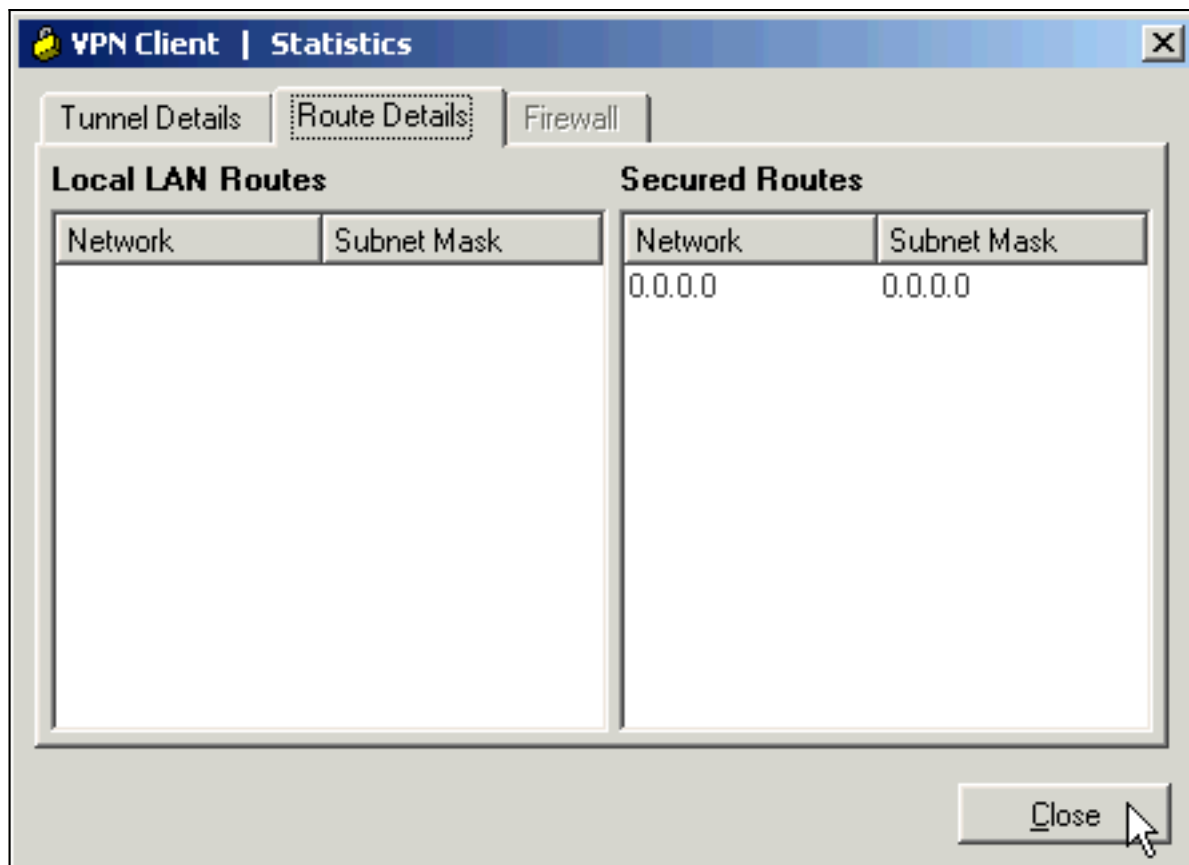 VPN Client | Statistics
Tunnel Details Route Details Firewall
Local LAN Routes Secured Routes
Network Subnet Mask Network Subnet Mask
0.0.0.0 0.0.0.0
Close